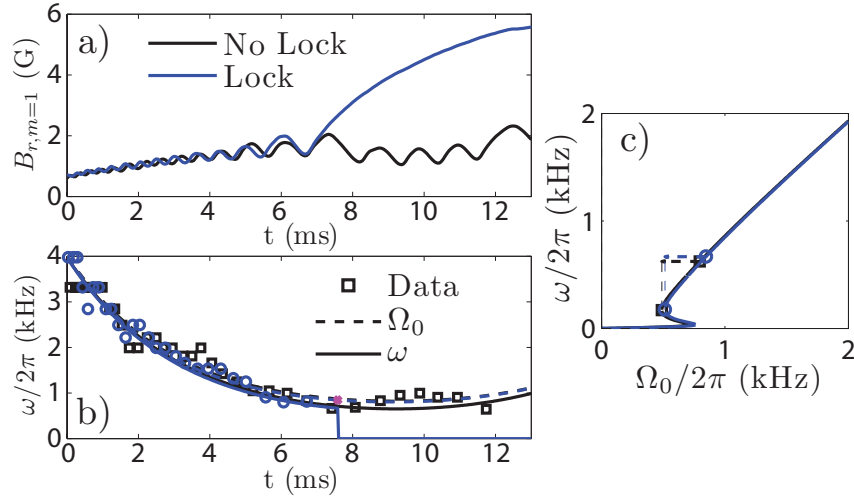 a)
No Lock
Lock
B_{r,m=1} (G)
6
4
2
0
0 2 4 6 8 10 12
t (ms)
b)
Data
Ω₀
ω
ω/2π (kHz)
4
3
2
1
0
0 2 4 6 8 10 12
t (ms)
c)
ω/2π (kHz)
2
1
0
0 1 2
Ω₀/2π (kHz)